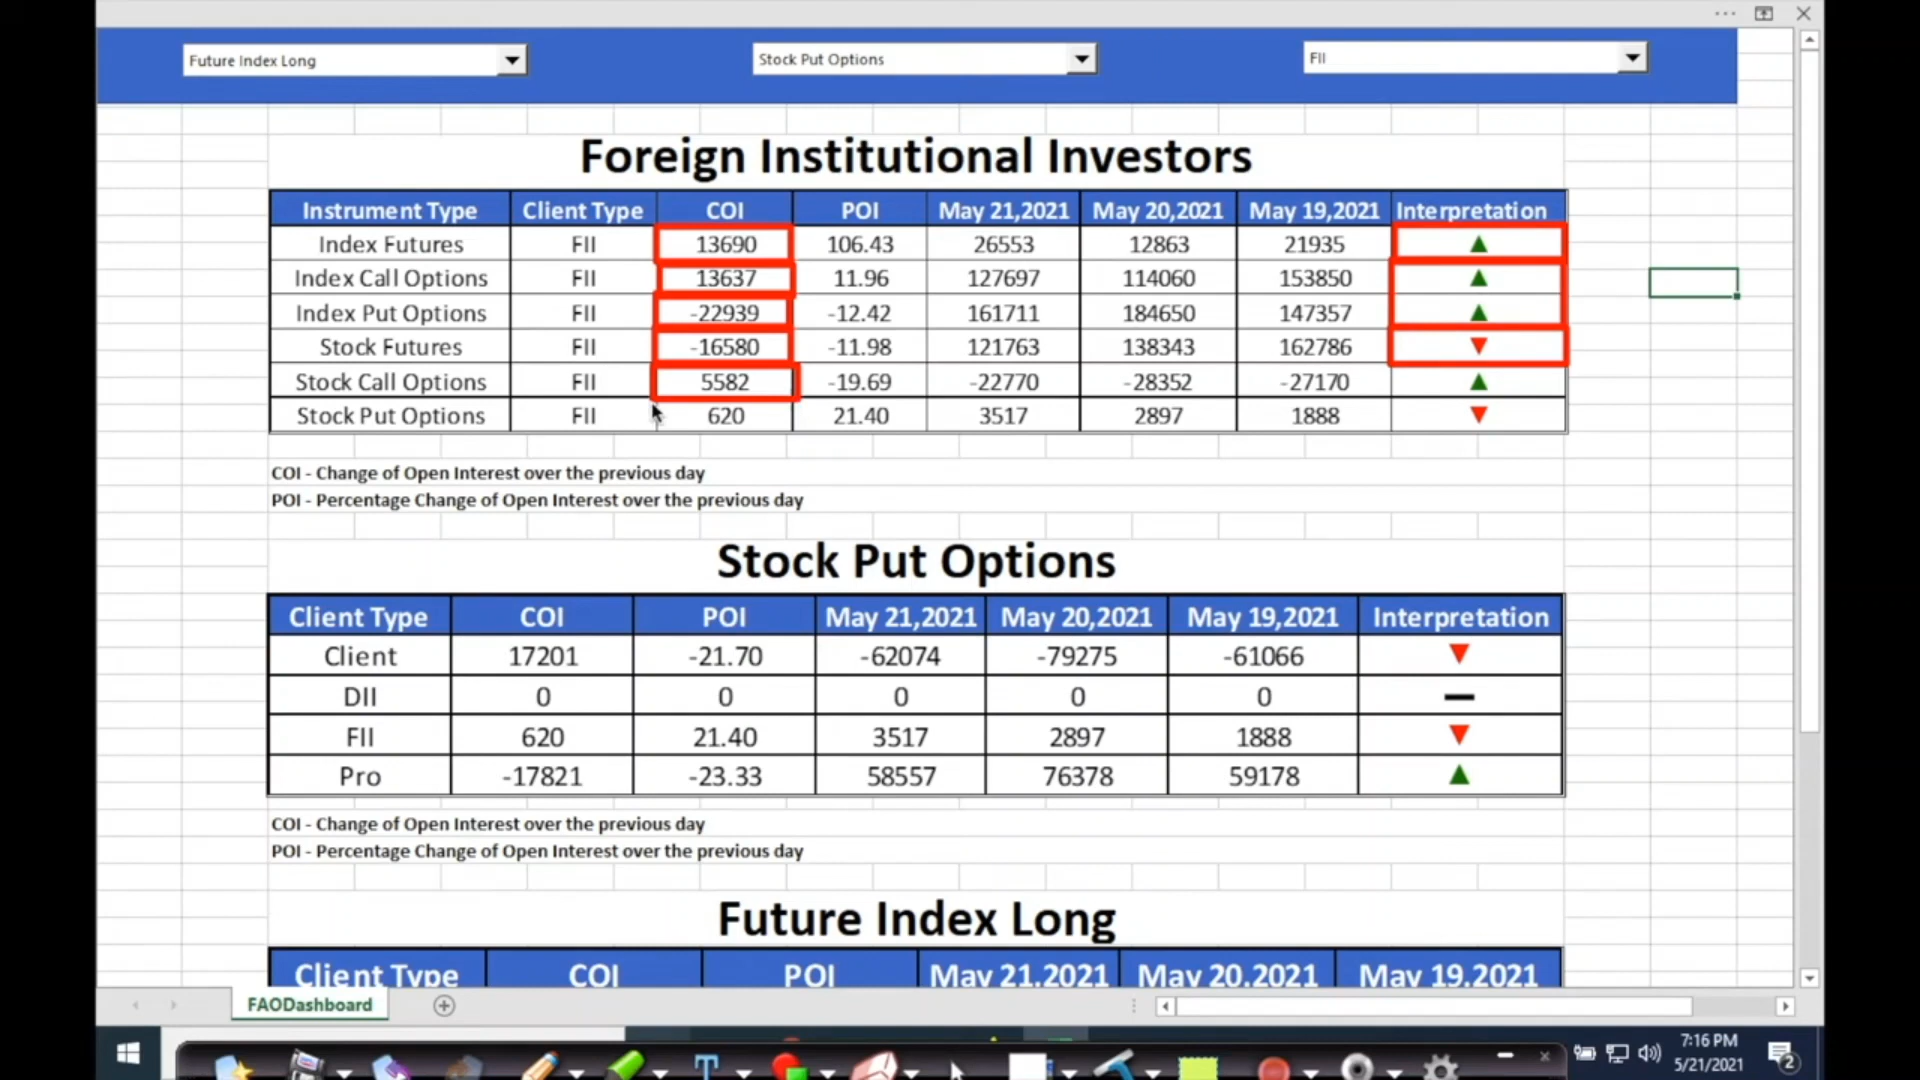 Future Index Long
Stock Put Options
FII
Foreign Institutional Investors
Instrument Type Client Type COI POI May 21,2021 May 20,2021 May 19,2021 Interpretation
Index Futures FII 13690 106.43 26553 12863 21935
Index Call Options FII 13637 11.96 127697 114060 153850
Index Put Options FII -22939 -12.42 161711 184650 147357
Stock Futures FII -16580 -11.98 121763 138343 162786
Stock Call Options FII 5582 -19.69 -22770 -28352 -27170
Stock Put Options FII 620 21.40 3517 2897 1888
COI - Change of Open Interest over the previous day
POI - Percentage Change of Open Interest over the previous day
Stock Put Options
Client Type COI POI May 21,2021 May 20,2021 May 19,2021 Interpretation
Client 17201 -21.70 -62074 -79275 -61066
DII 0 0 0 0 0
FII 620 21.40 3517 2897 1888
Pro -17821 -23.33 58557 76378 59178
COI - Change of Open Interest over the previous day
POI - Percentage Change of Open Interest over the previous day
Future Index Long
Client Type COI POI May 21,2021 May 20,2021 May 19,2021
FAODashboard
7:16 PM
5/21/2021
2